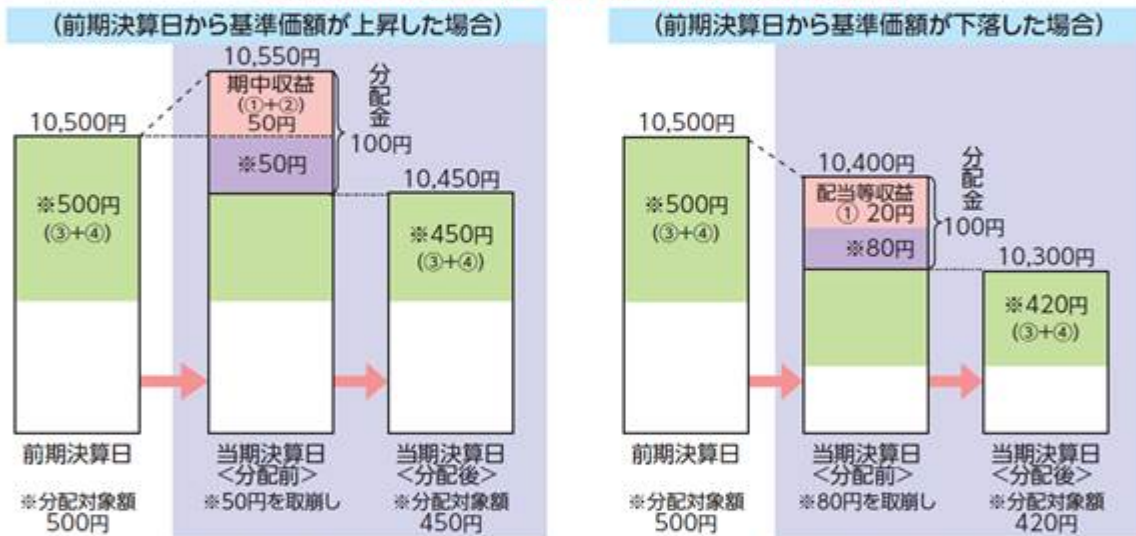 (前期決算日から基準価額が上昇した場合)
10,550円
期中収益
(①+②)
50円
分配金
100円
10,500円
※50円
10,450円
※500円
(③+④)
※450円
(③+④)
前期決算日
当期決算日
<分配前>
当期決算日
<分配後>
※分配対象額
500円
※50円を取崩し
※分配対象額
450円
(前期決算日から基準価額が下落した場合)
10,500円
10,400円
配当等収益
① 20円
分配金
100円
※80円
※500円
(③+④)
10,300円
※420円
(③+④)
前期決算日
当期決算日
<分配前>
当期決算日
<分配後>
※分配対象額
500円
※80円を取崩し
※分配対象額
420円